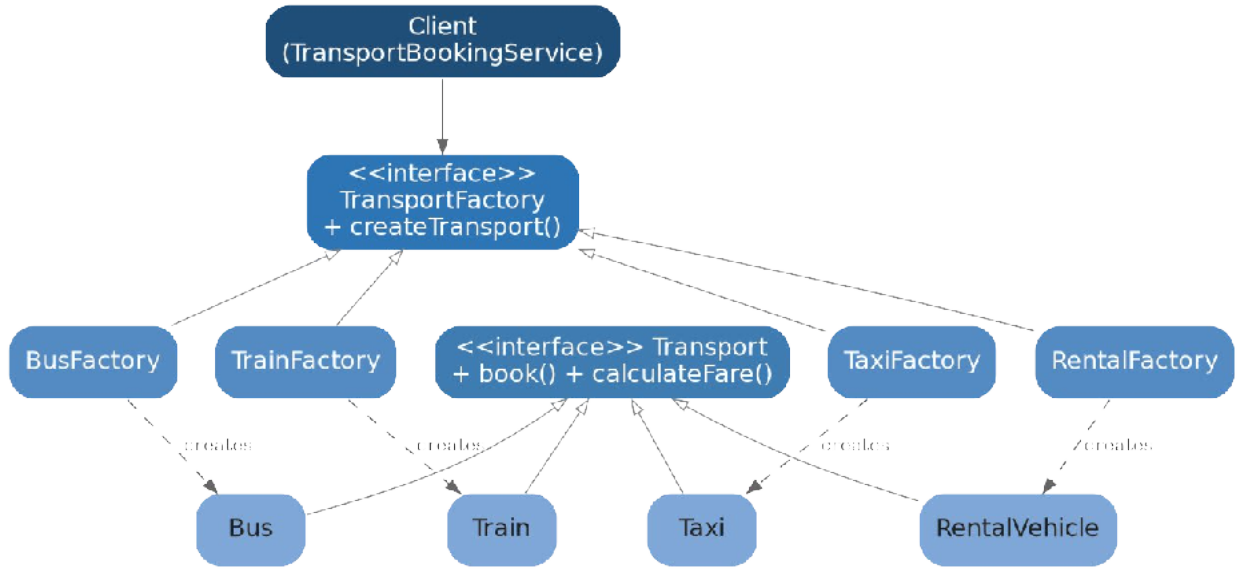 Client
(TransportBookingService)
<<interface>>
TransportFactory
+ createTransport()
BusFactory
TrainFactory
<<interface>> Transport
+ book() + calculateFare()
TaxiFactory
RentalFactory
creates
creates
creates
creates
Bus
Train
Taxi
RentalVehicle